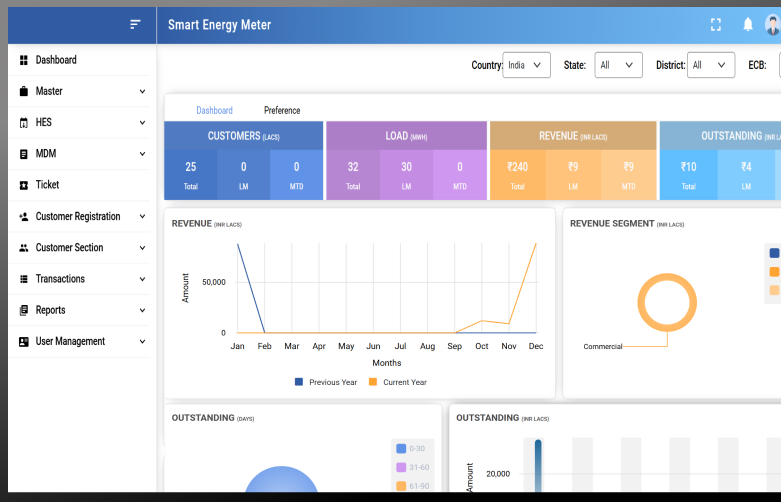 Smart Energy Meter
Country: India State: All District: All ECB:
Dashboard
Master
HES
MDM
Ticket
Customer Registration
Customer Section
Transactions
Reports
User Management
Dashboard Preference
CUSTOMERS (LACS)
25 0 0
Total LM MTD
LOAD (MWH)
32 30 0
Total LM MTD
REVENUE (INR LACS)
₹240 ₹9 ₹9
Total LM MTD
OUTSTANDING (INR LA
₹10 ₹4
Total LM
REVENUE (INR LACS)
Amount
50,000
0
Jan Feb Mar Apr May Jun Jul Aug Sep Oct Nov Dec
Months
Previous Year Current Year
REVENUE SEGMENT (INR LACS)
Commercial
OUTSTANDING (DAYS)
0-30
31-60
61-90
OUTSTANDING (INR LACS)
Amount
20,000